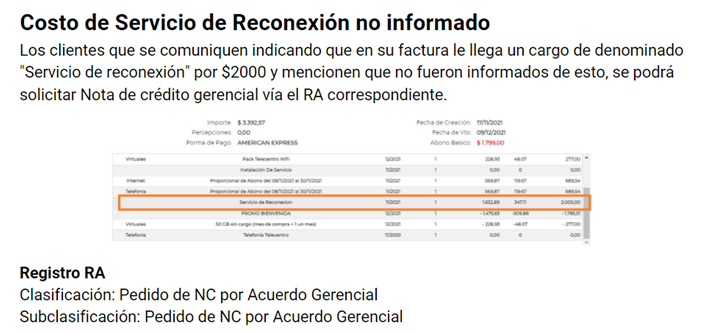 Costo de Servicio de Reconexión no informado
Los clientes que se comuniquen indicando que en su factura le llega un cargo de denominado
"Servicio de reconexión" por $2000 y mencionen que no fueron informados de esto, se podrá
solicitar Nota de crédito gerencial vía el RA correspondiente.
Importe: $ 3.392,57 Fecha de Creación: 17/11/2021
Percepciones: 0,00 Fecha de Vto: 09/12/2021
Forma de Pago: AMERICAN EXPRESS Abono Basico: $ 1.799,00
Virtuales Pack Telecentro Wifi 12/2021 1 228,93 48.07 277,00
Instalación De Servicio 11/2021 1 0,00 0 0,00
Internet Proporcional de Abono del 08/11/2021 al 30/11/2021 11/2021 1 569,87 119.67 689,54
Telefonía Proporcional de Abono del 08/11/2021 al 30/11/2021 11/2021 1 569,87 119.67 689,54
Servicio de Reconexion 11/2021 1 1.652,89 347.11 2.000,00
PROMO BIENVENIDA 12/2021 1 -1.475,63 -309.88 -1.785,51
Virtuales 50 GB sin cargo (mes de compra + 1 un mes) 12/2021 1 -228,93 -48.07 -277,00
Telefonía Telefonía Telecentro 11/2020 1 0,00 0 0,00
Registro RA
Clasificación: Pedido de NC por Acuerdo Gerencial
Subclasificación: Pedido de NC por Acuerdo Gerencial